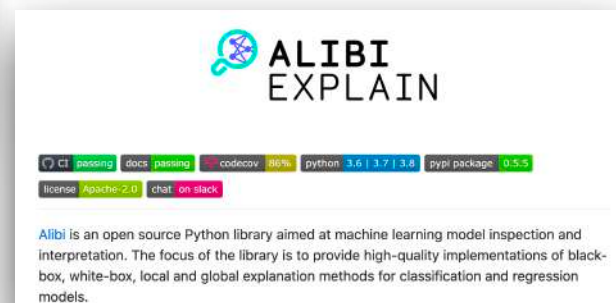 ALIBI
EXPLAIN
CI passing docs passing codecov 86% python 3.6 | 3.7 | 3.8 pypi package 0.5.5
license Apache-2.0 chat on slack
Alibi is an open source Python library aimed at machine learning model inspection and
interpretation. The focus of the library is to provide high-quality implementations of black-
box, white-box, local and global explanation methods for classification and regression
models.